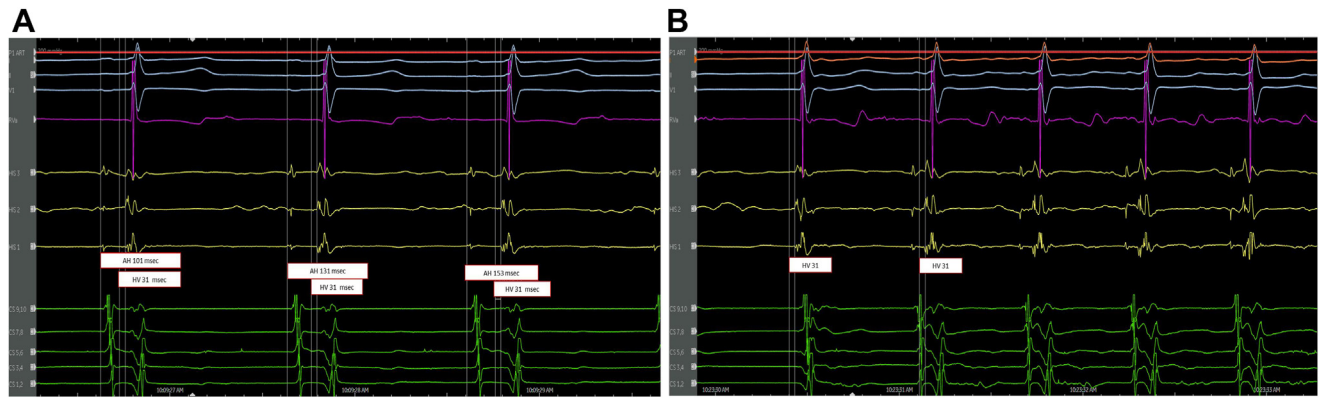 A
P1 ART
V1
RVa
HIS 3
HIS 2
HIS 1
AH 101 msec
HV 31 msec
AH 131 msec
HV 31 msec
AH 153 msec
HV 31 msec
CS 9,10
CS 7,8
CS 5,6
CS 3,4
CS 1,2
10:09:27 AM
10:09:28 AM
10:09:29 AM
B
V1
RVa
HIS 3
HIS 2
HIS 1
HV 31
HV 31
CS 9,10
CS 7,8
CS 5,6
CS 3,4
CS 1,2
10:23:30 AM
10:23:31 AM
10:23:32 AM
10:23:33 AM